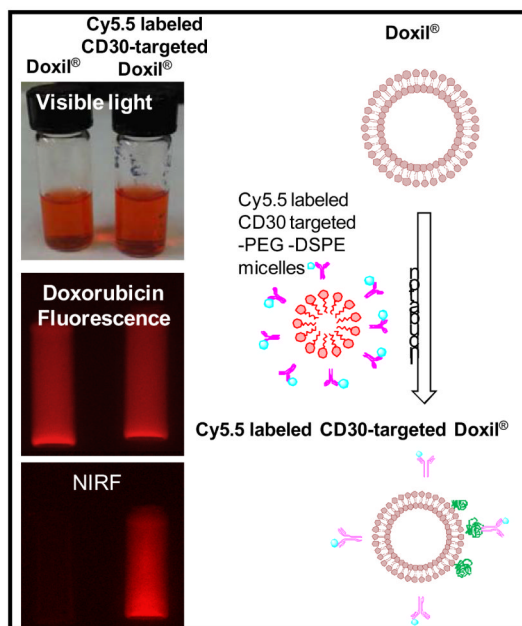 Cy5.5 labeled
CD30-targeted
Doxil®
Doxil®
Visible light
Doxorubicin
Fluorescence
NIRF
Doxil®
Cy5.5 labeled
CD30 targeted
-PEG -DSPE
micelles
Cy5.5 labeled CD30-targeted Doxil®